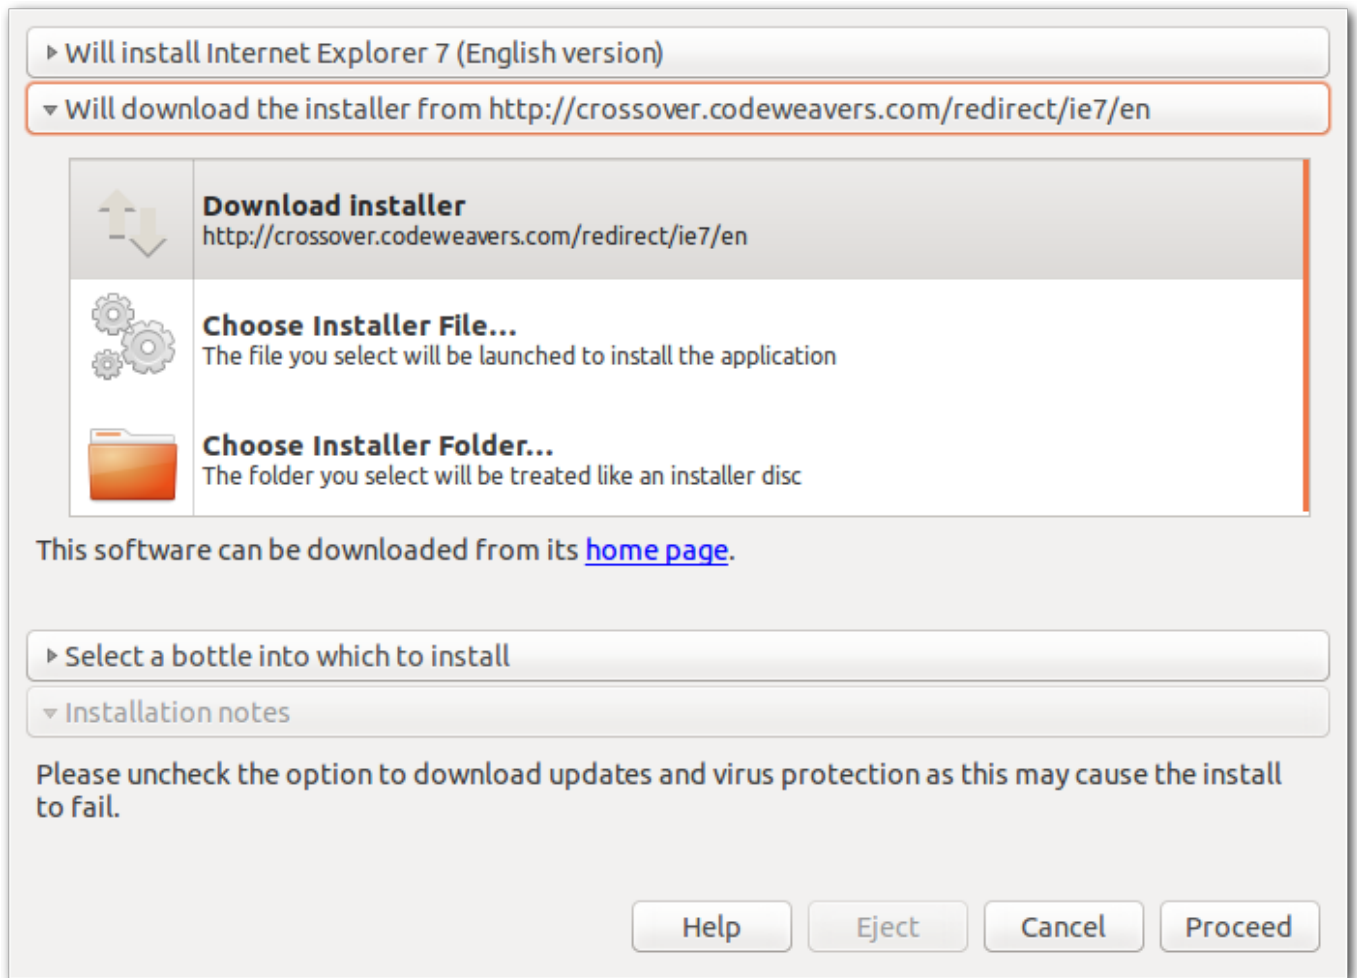 Will install Internet Explorer 7 (English version)
Will download the installer from http://crossover.codeweavers.com/redirect/ie7/en
Download installer
http://crossover.codeweavers.com/redirect/ie7/en
Choose Installer File...
The file you select will be launched to install the application
Choose Installer Folder...
The folder you select will be treated like an installer disc
This software can be downloaded from its home page.
Select a bottle into which to install
Installation notes
Please uncheck the option to download updates and virus protection as this may cause the install
to fail.
Help Eject Cancel Proceed